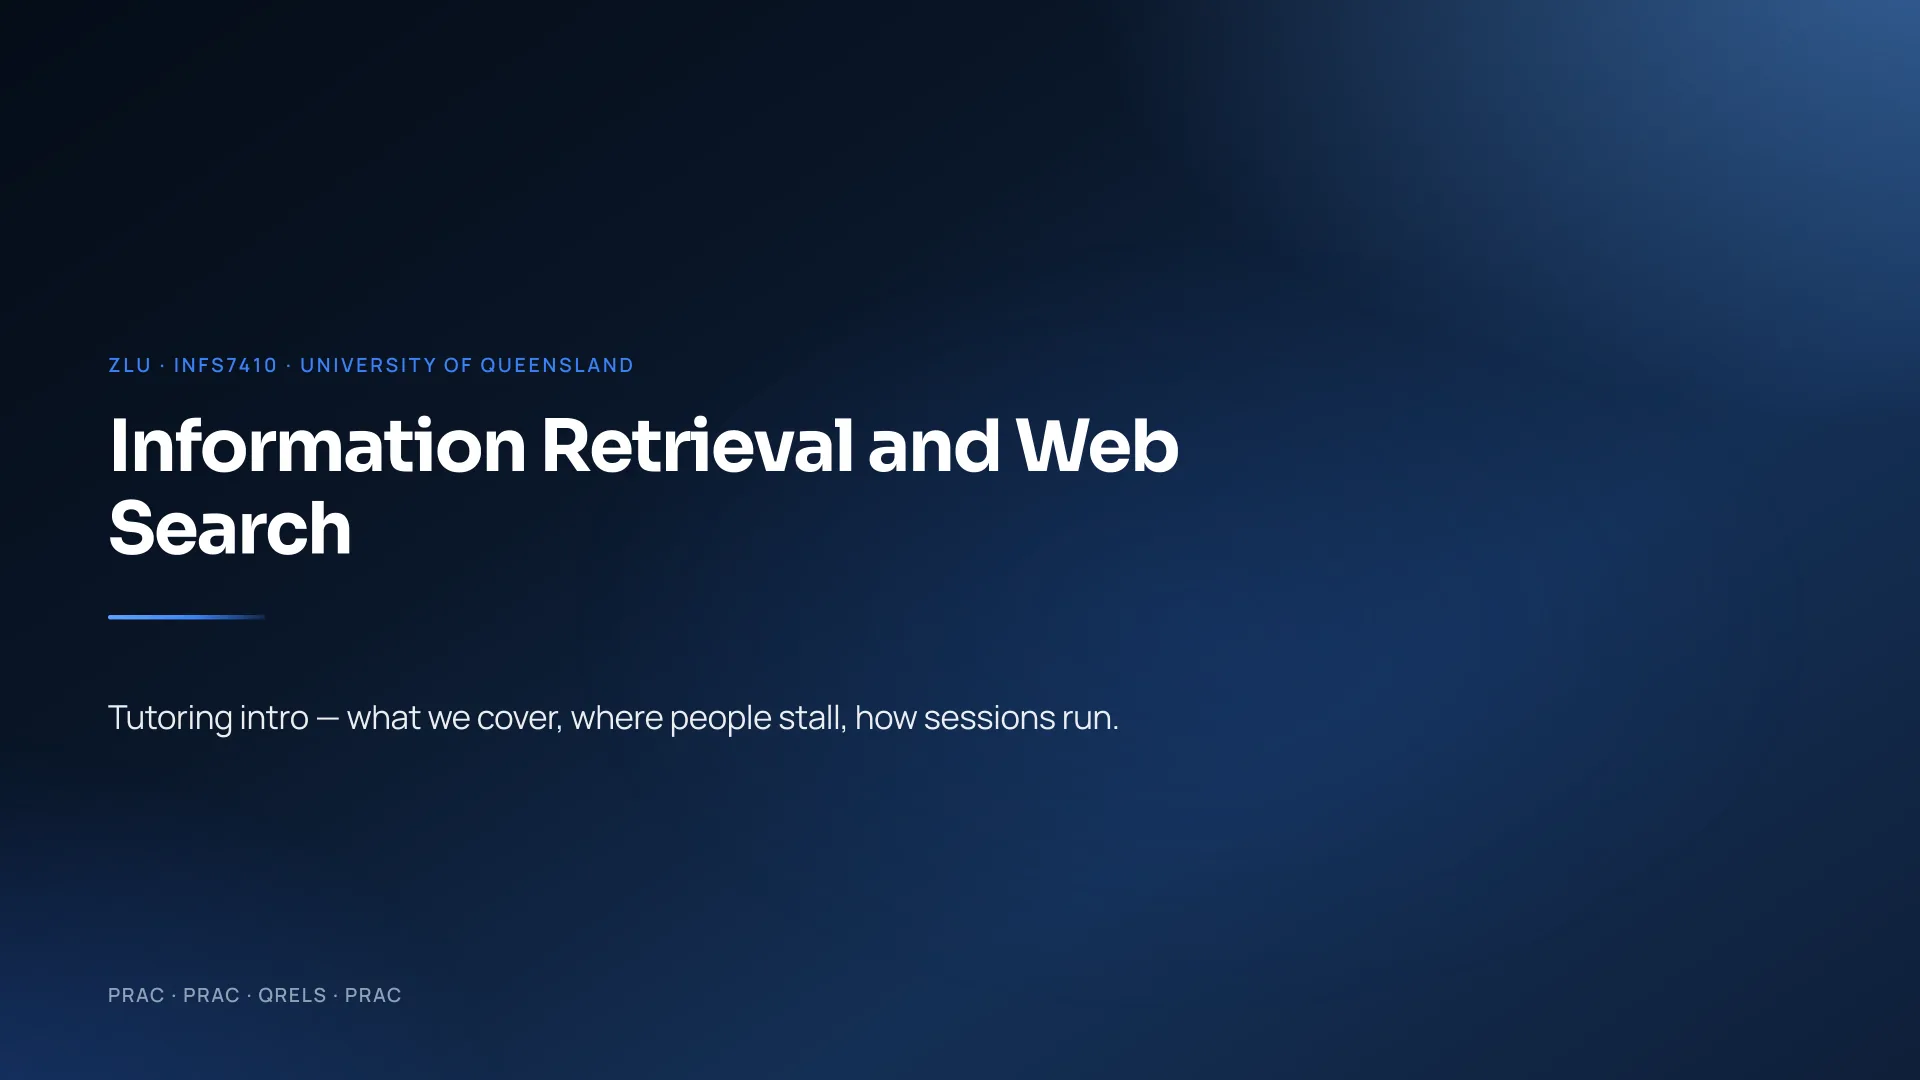 ZLU · INFS7410 · UNIVERSITY OF QUEENSLAND
Information Retrieval and Web
Search
Tutoring intro — what we cover, where people stall, how sessions run.
PRAC · PRAC · QRELS · PRAC